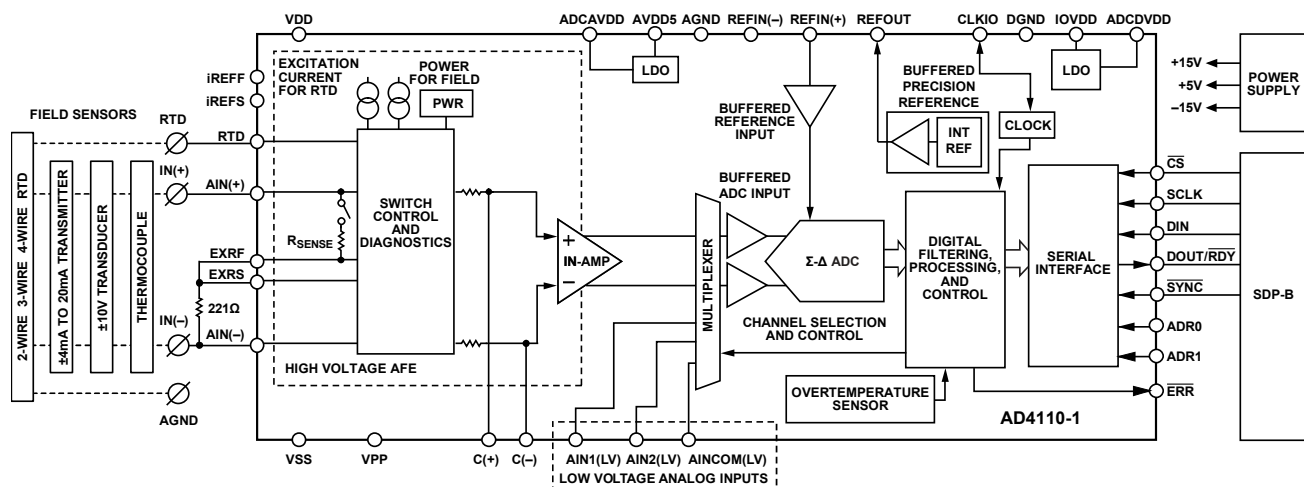 VDD
ADCAVDD
AVDD5
AGND
REFIN(–)
REFIN(+)
REFOUT
CLKIO
DGND
IOVDD
ADCDVDD
iREFF
iREFS
EXCITATION
CURRENT
FOR RTD
POWER
FOR FIELD
PWR
LDO
BUFFERED
REFERENCE
INPUT
BUFFERED
PRECISION
REFERENCE
INT
REF
CLOCK
LDO
+15V
+5V
–15V
POWER
SUPPLY
FIELD SENSORS
2-WIRE 3-WIRE 4-WIRE RTD
±4mA TO 20mA TRANSMITTER
±10V TRANSDUCER
THERMOCOUPLE
RTD
IN(+)
IN(–)
AGND
RTD
AIN(+)
EXRF
EXRS
221Ω
AIN(–)
RSENSE
SWITCH
CONTROL
AND
DIAGNOSTICS
HIGH VOLTAGE AFE
+
IN-AMP
–
BUFFERED
ADC INPUT
MULTIPLEXER
Σ-Δ ADC
DIGITAL
FILTERING,
PROCESSING,
AND
CONTROL
SERIAL
INTERFACE
CHANNEL SELECTION
AND CONTROL
OVERTEMPERATURE
SENSOR
CS
SCLK
DIN
DOUT/RDY
SYNC
ADR0
ADR1
ERR
SDP-B
AD4110-1
VSS
VPP
C(+)
C(–)
AIN1(LV)
AIN2(LV)
AINCOM(LV)
LOW VOLTAGE ANALOG INPUTS